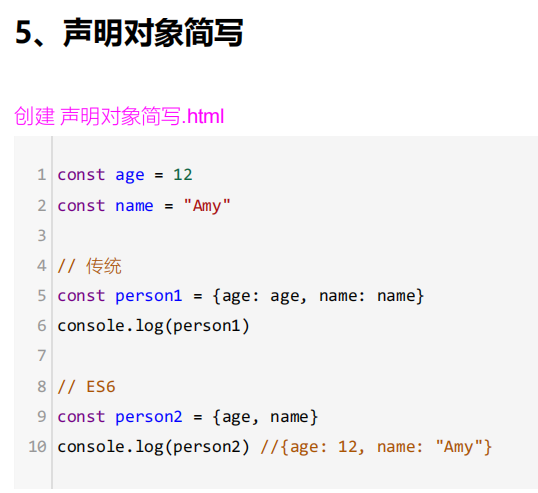 5、声明对象简写
创建 声明对象简写.html
1 const age = 12
2 const name = "Amy"
3
4 // 传统
5 const person1 = {age: age, name: name}
6 console.log(person1)
7
8 // ES6
9 const person2 = {age, name}
10 console.log(person2) //{age: 12, name: "Amy"}